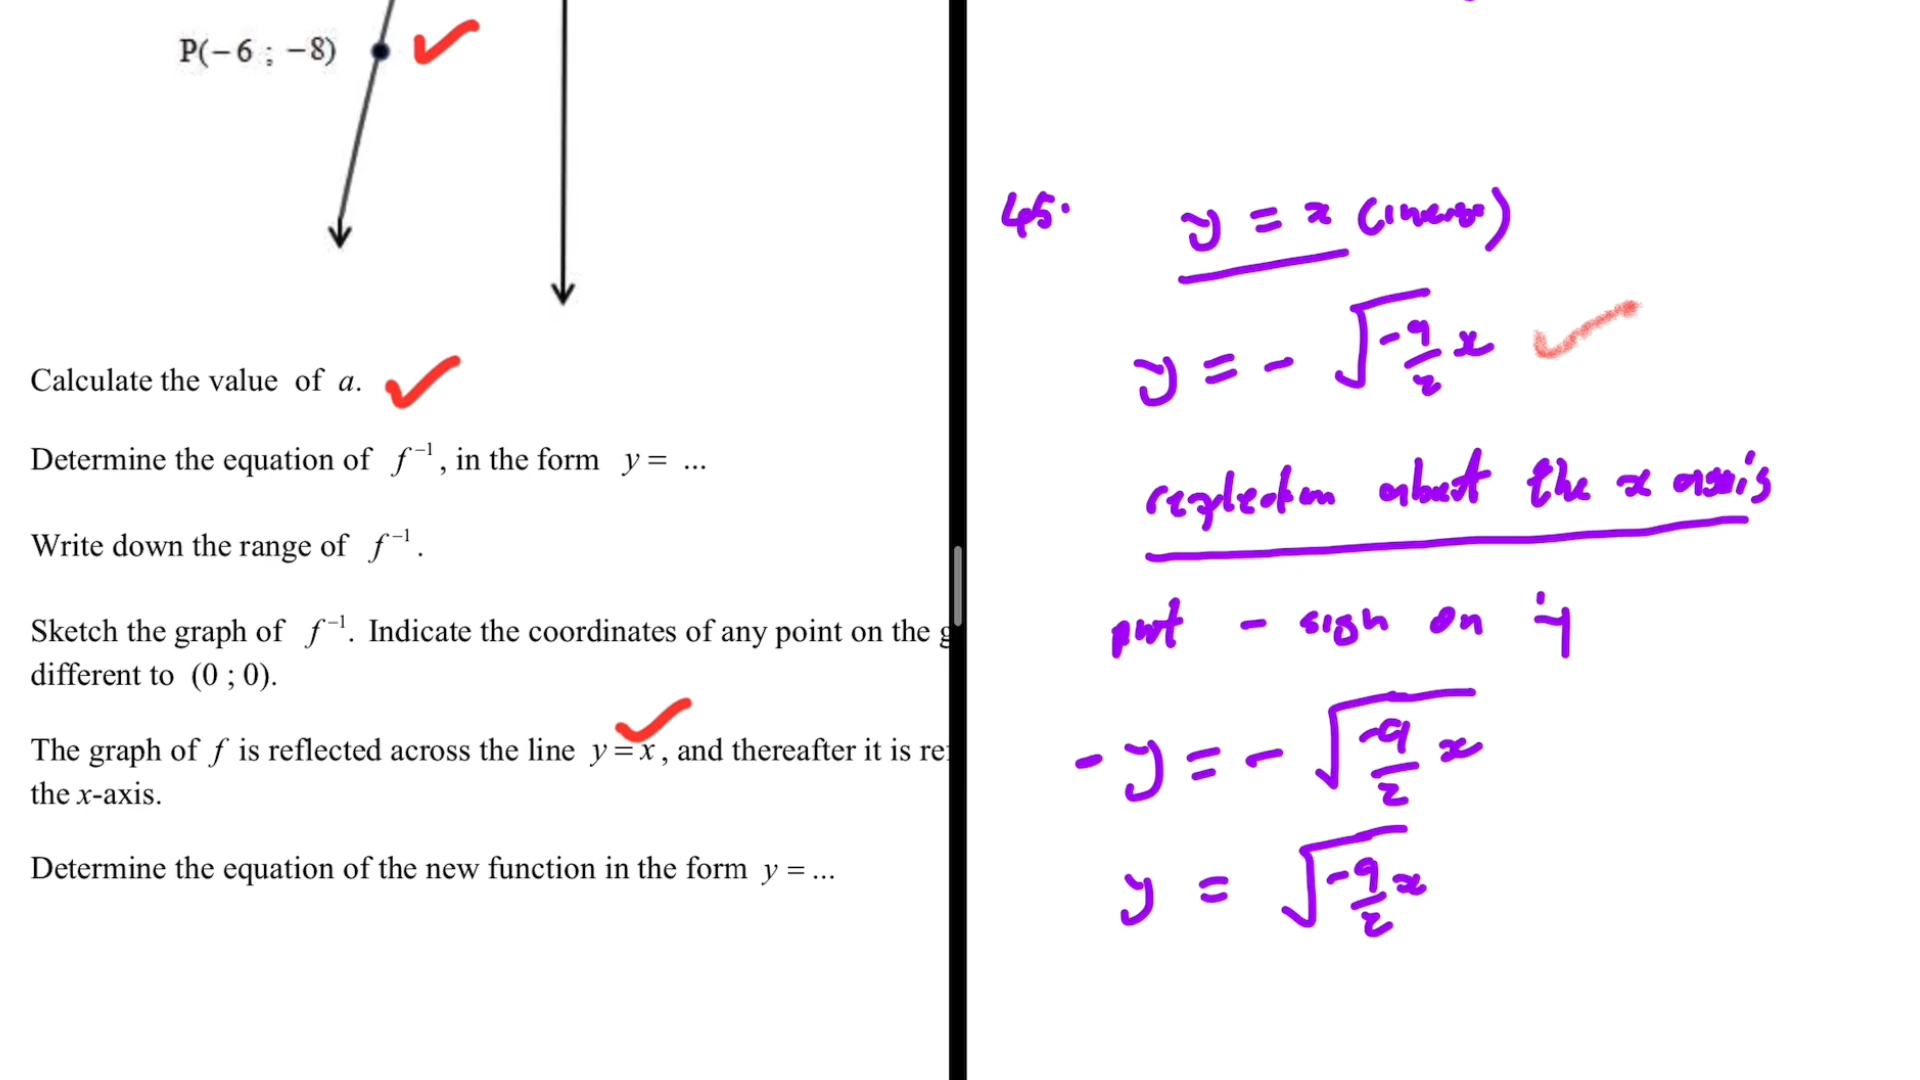 P(−6 ; −8)
Calculate the value of a.
Determine the equation of f⁻¹, in the form y = ...
Write down the range of f⁻¹.
Sketch the graph of f⁻¹. Indicate the coordinates of any point on the g
different to (0 ; 0).
The graph of f is reflected across the line y = x, and thereafter it is re
the x-axis.
Determine the equation of the new function in the form y = ...
4.5.
y = x (inverse)
y = - √(-9/2 x)
reflection about the x axis
put - sign on y
-y = - √(-9/2 x)
y = √(-9/2 x)